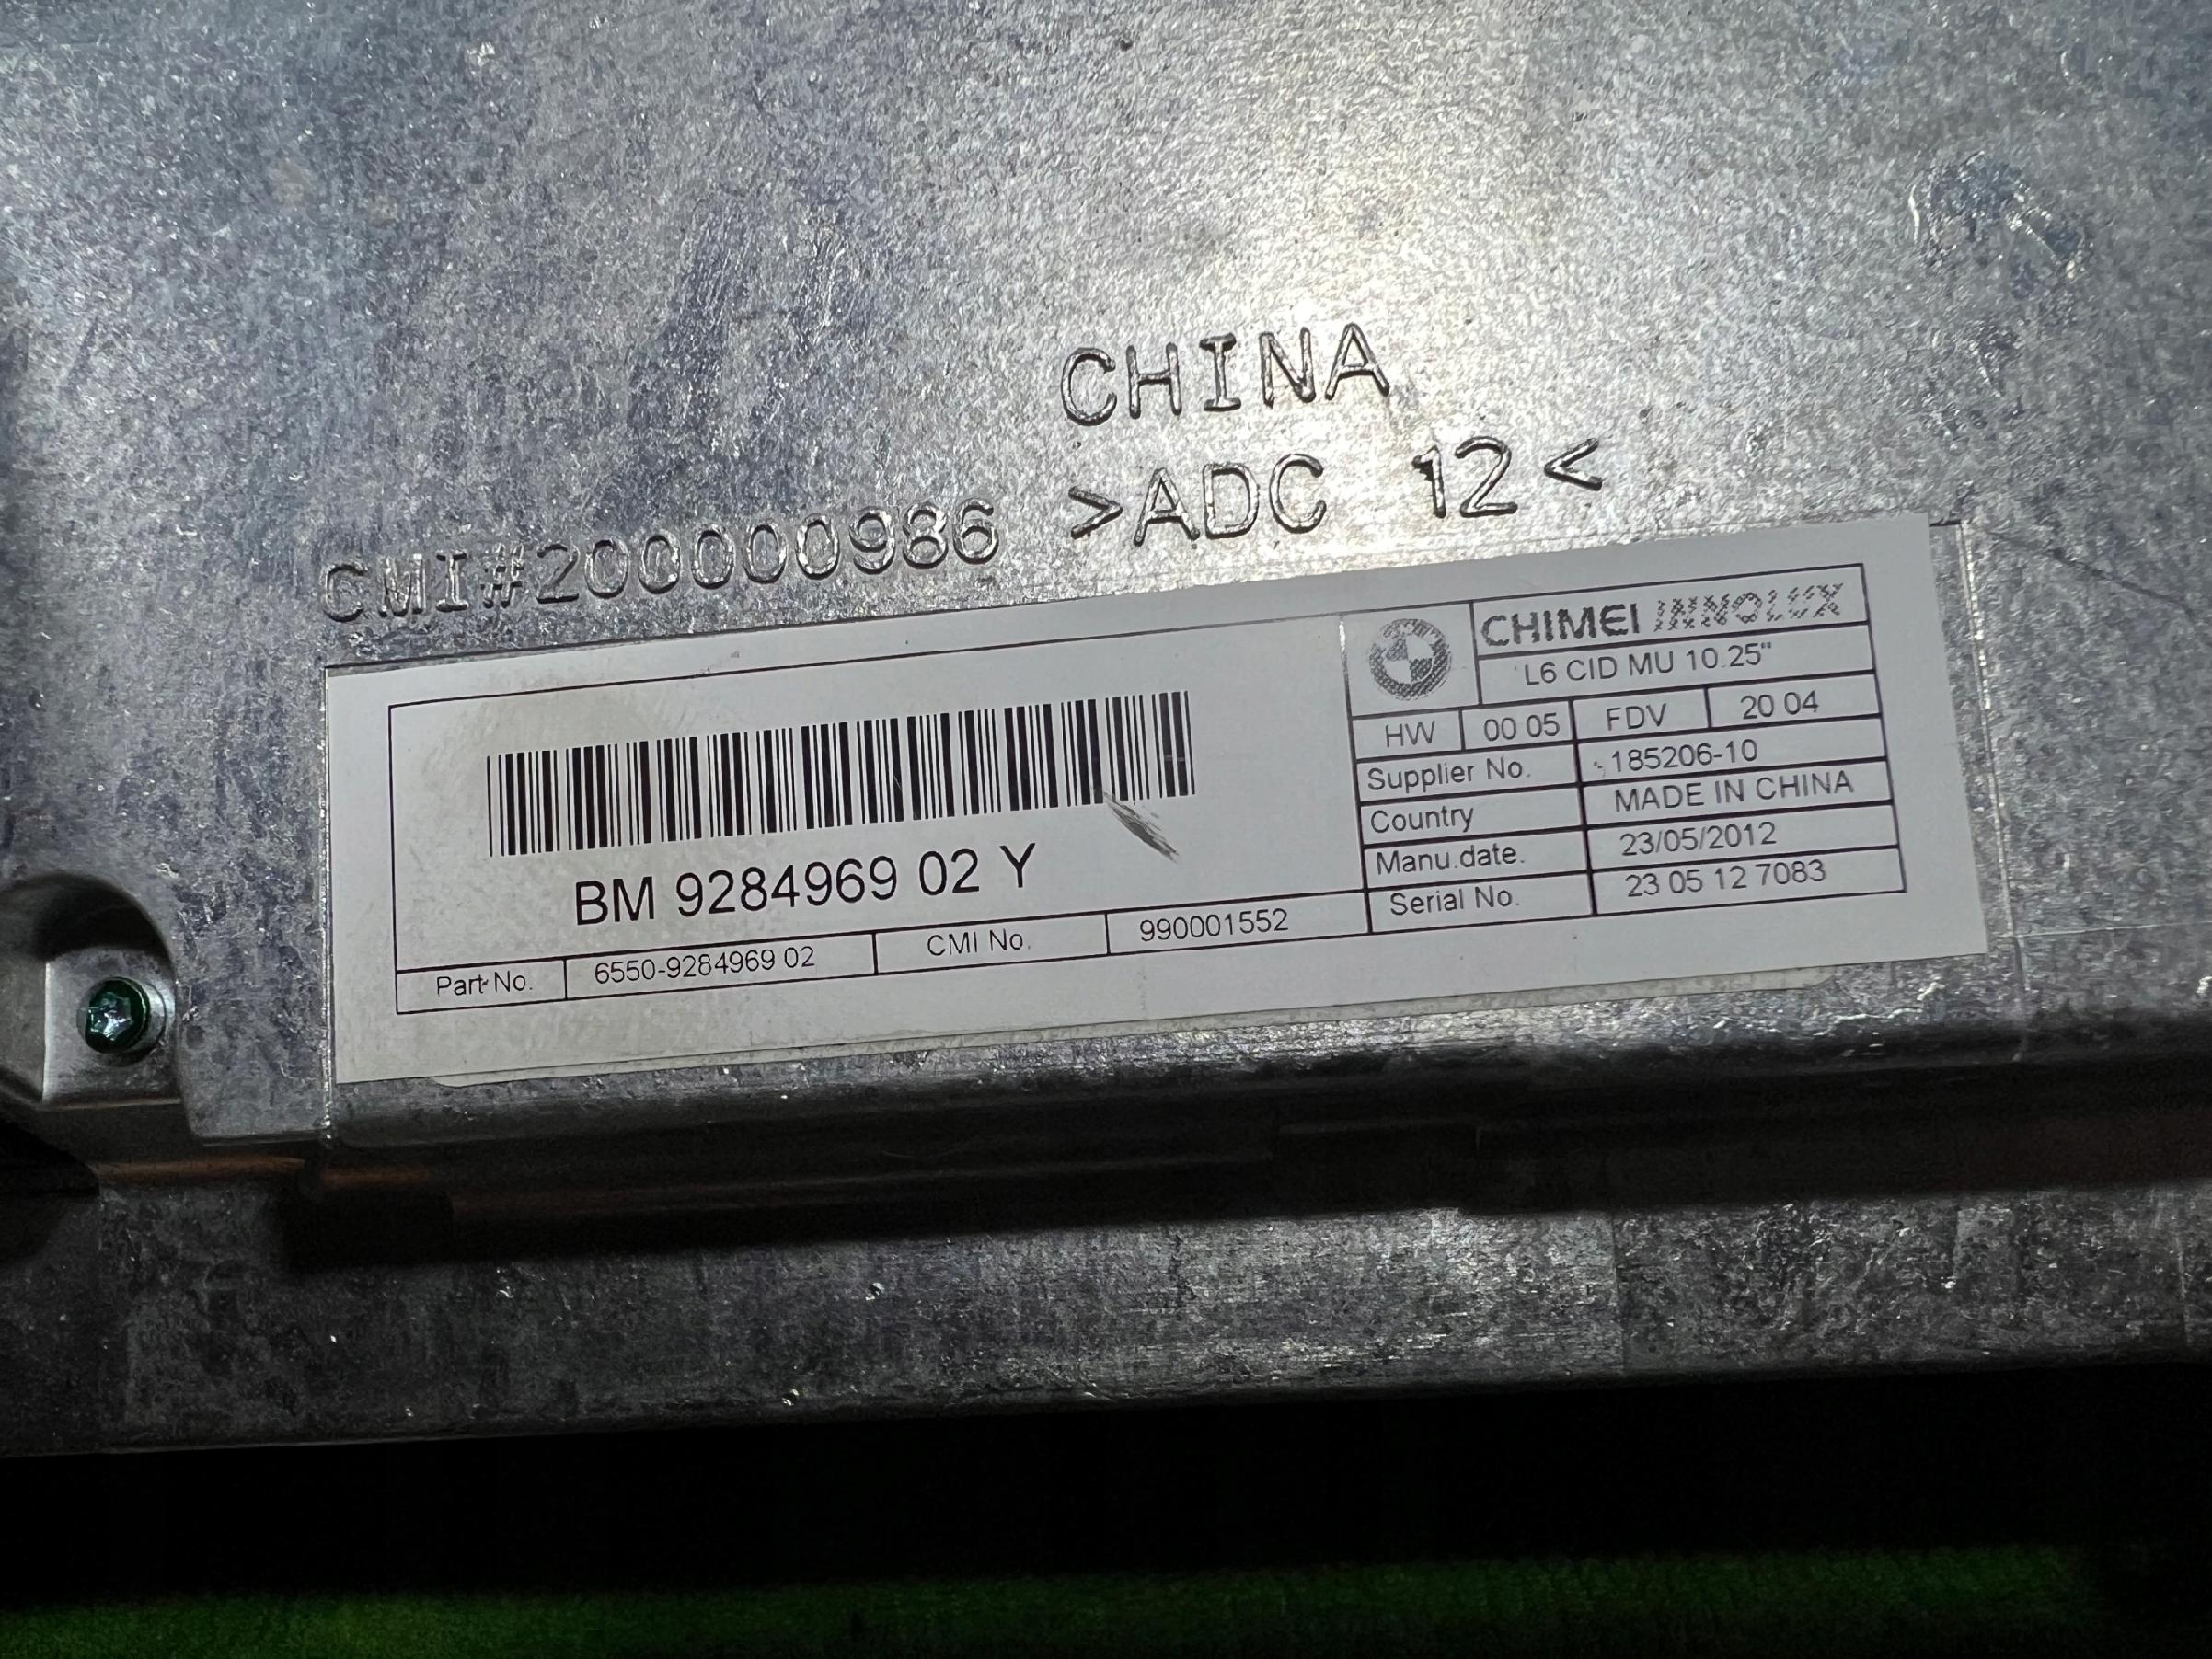 CHINA
>ADC 12<
CMI#200000986
CHIMEI INNOLUX
L6 CID MU 10.25"
HW 00 05 FDV 20 04
Supplier No. 185206-10
Country MADE IN CHINA
Manu.date. 23/05/2012
Serial No. 23 05 12 7083
BM 9284969 02 Y
Part No. 6550-9284969 02 CMI No. 990001552